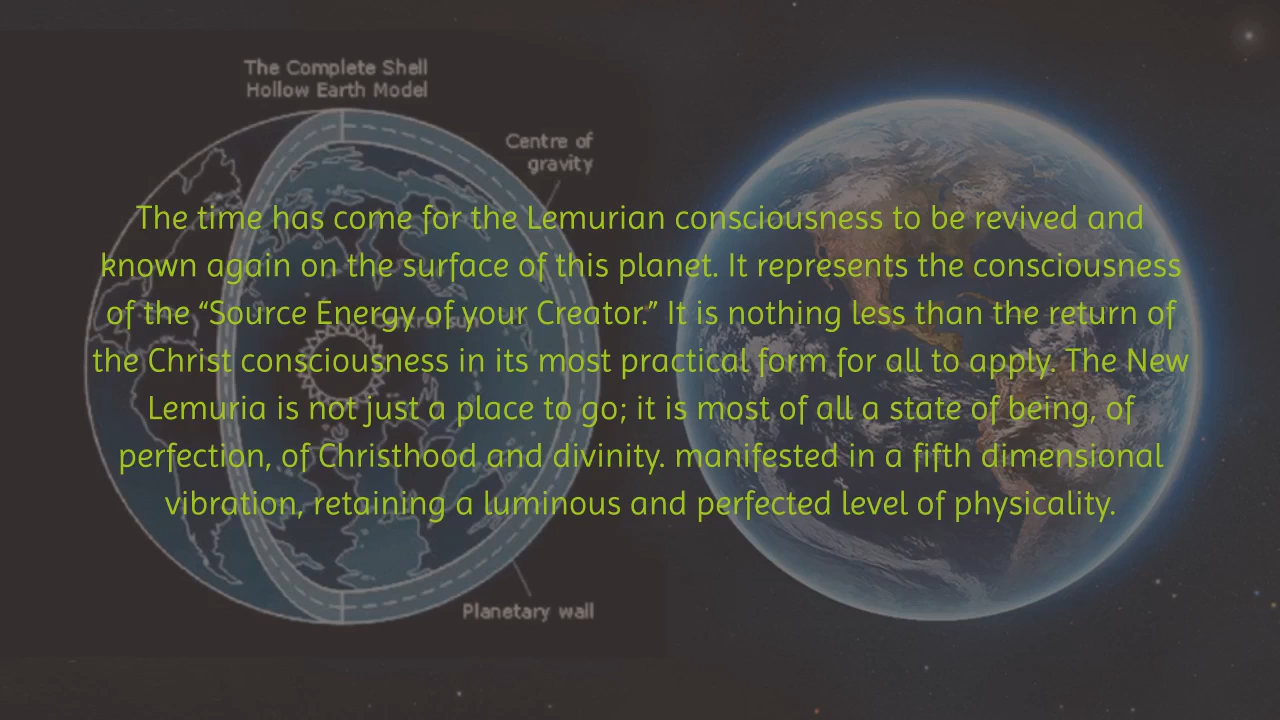 The Complete Shell
Hollow Earth Model
Centre of
gravity
The time has come for the Lemurian consciousness to be revived and
known again on the surface of this planet. It represents the consciousness
of the “Source Energy of your Creator.” It is nothing less than the return of
the Christ consciousness in its most practical form for all to apply. The New
Lemuria is not just a place to go; it is most of all a state of being, of
perfection, of Christhood and divinity. manifested in a fifth dimensional
vibration, retaining a luminous and perfected level of physicality.
Planetary wall